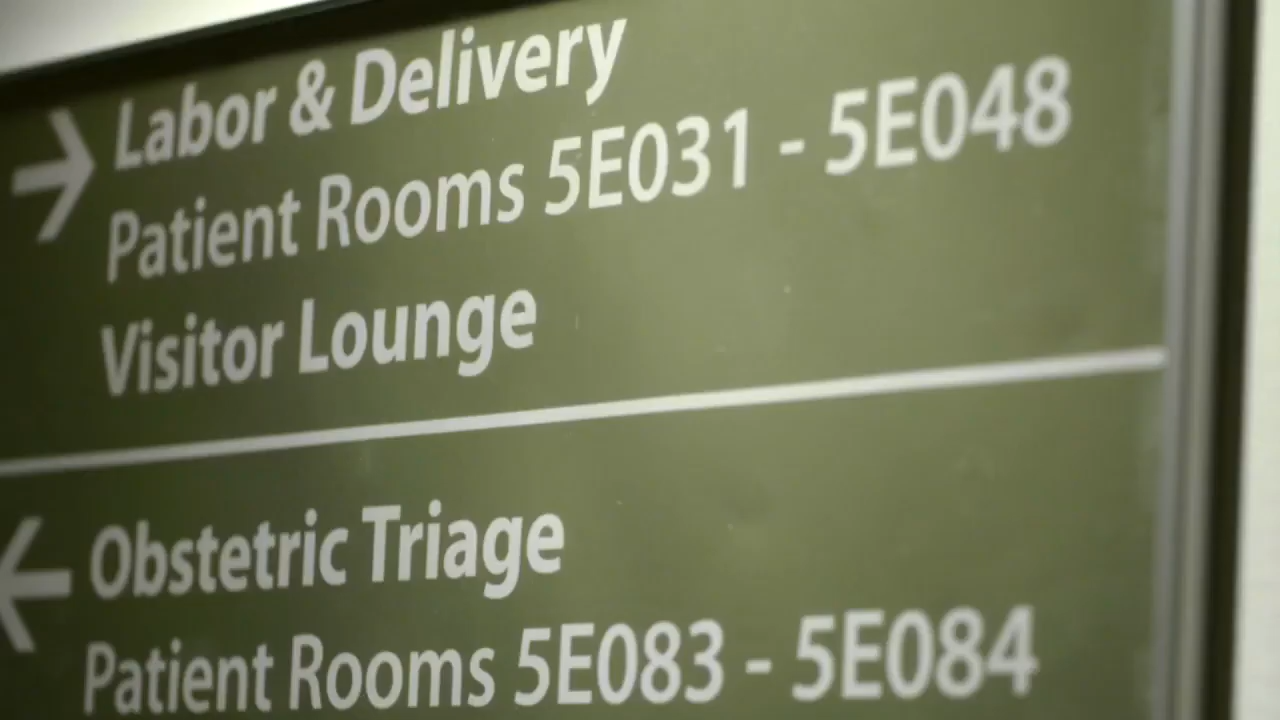 Labor & Delivery
Patient Rooms 5E031 - 5E048
Visitor Lounge
Obstetric Triage
Patient Rooms 5E083 - 5E084